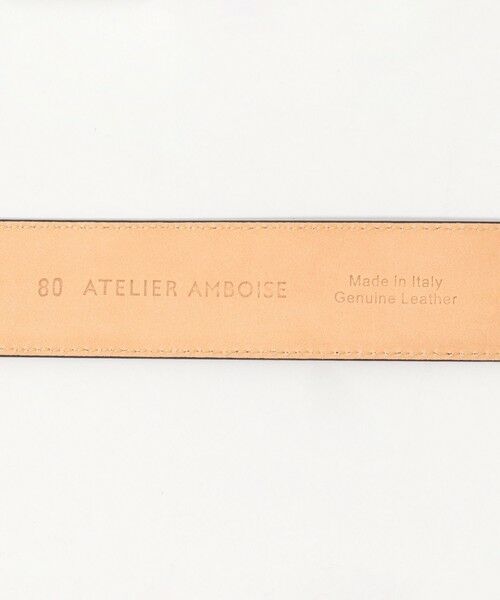 80 ATELIER AMBOISE
Made in Italy
Genuine Leather